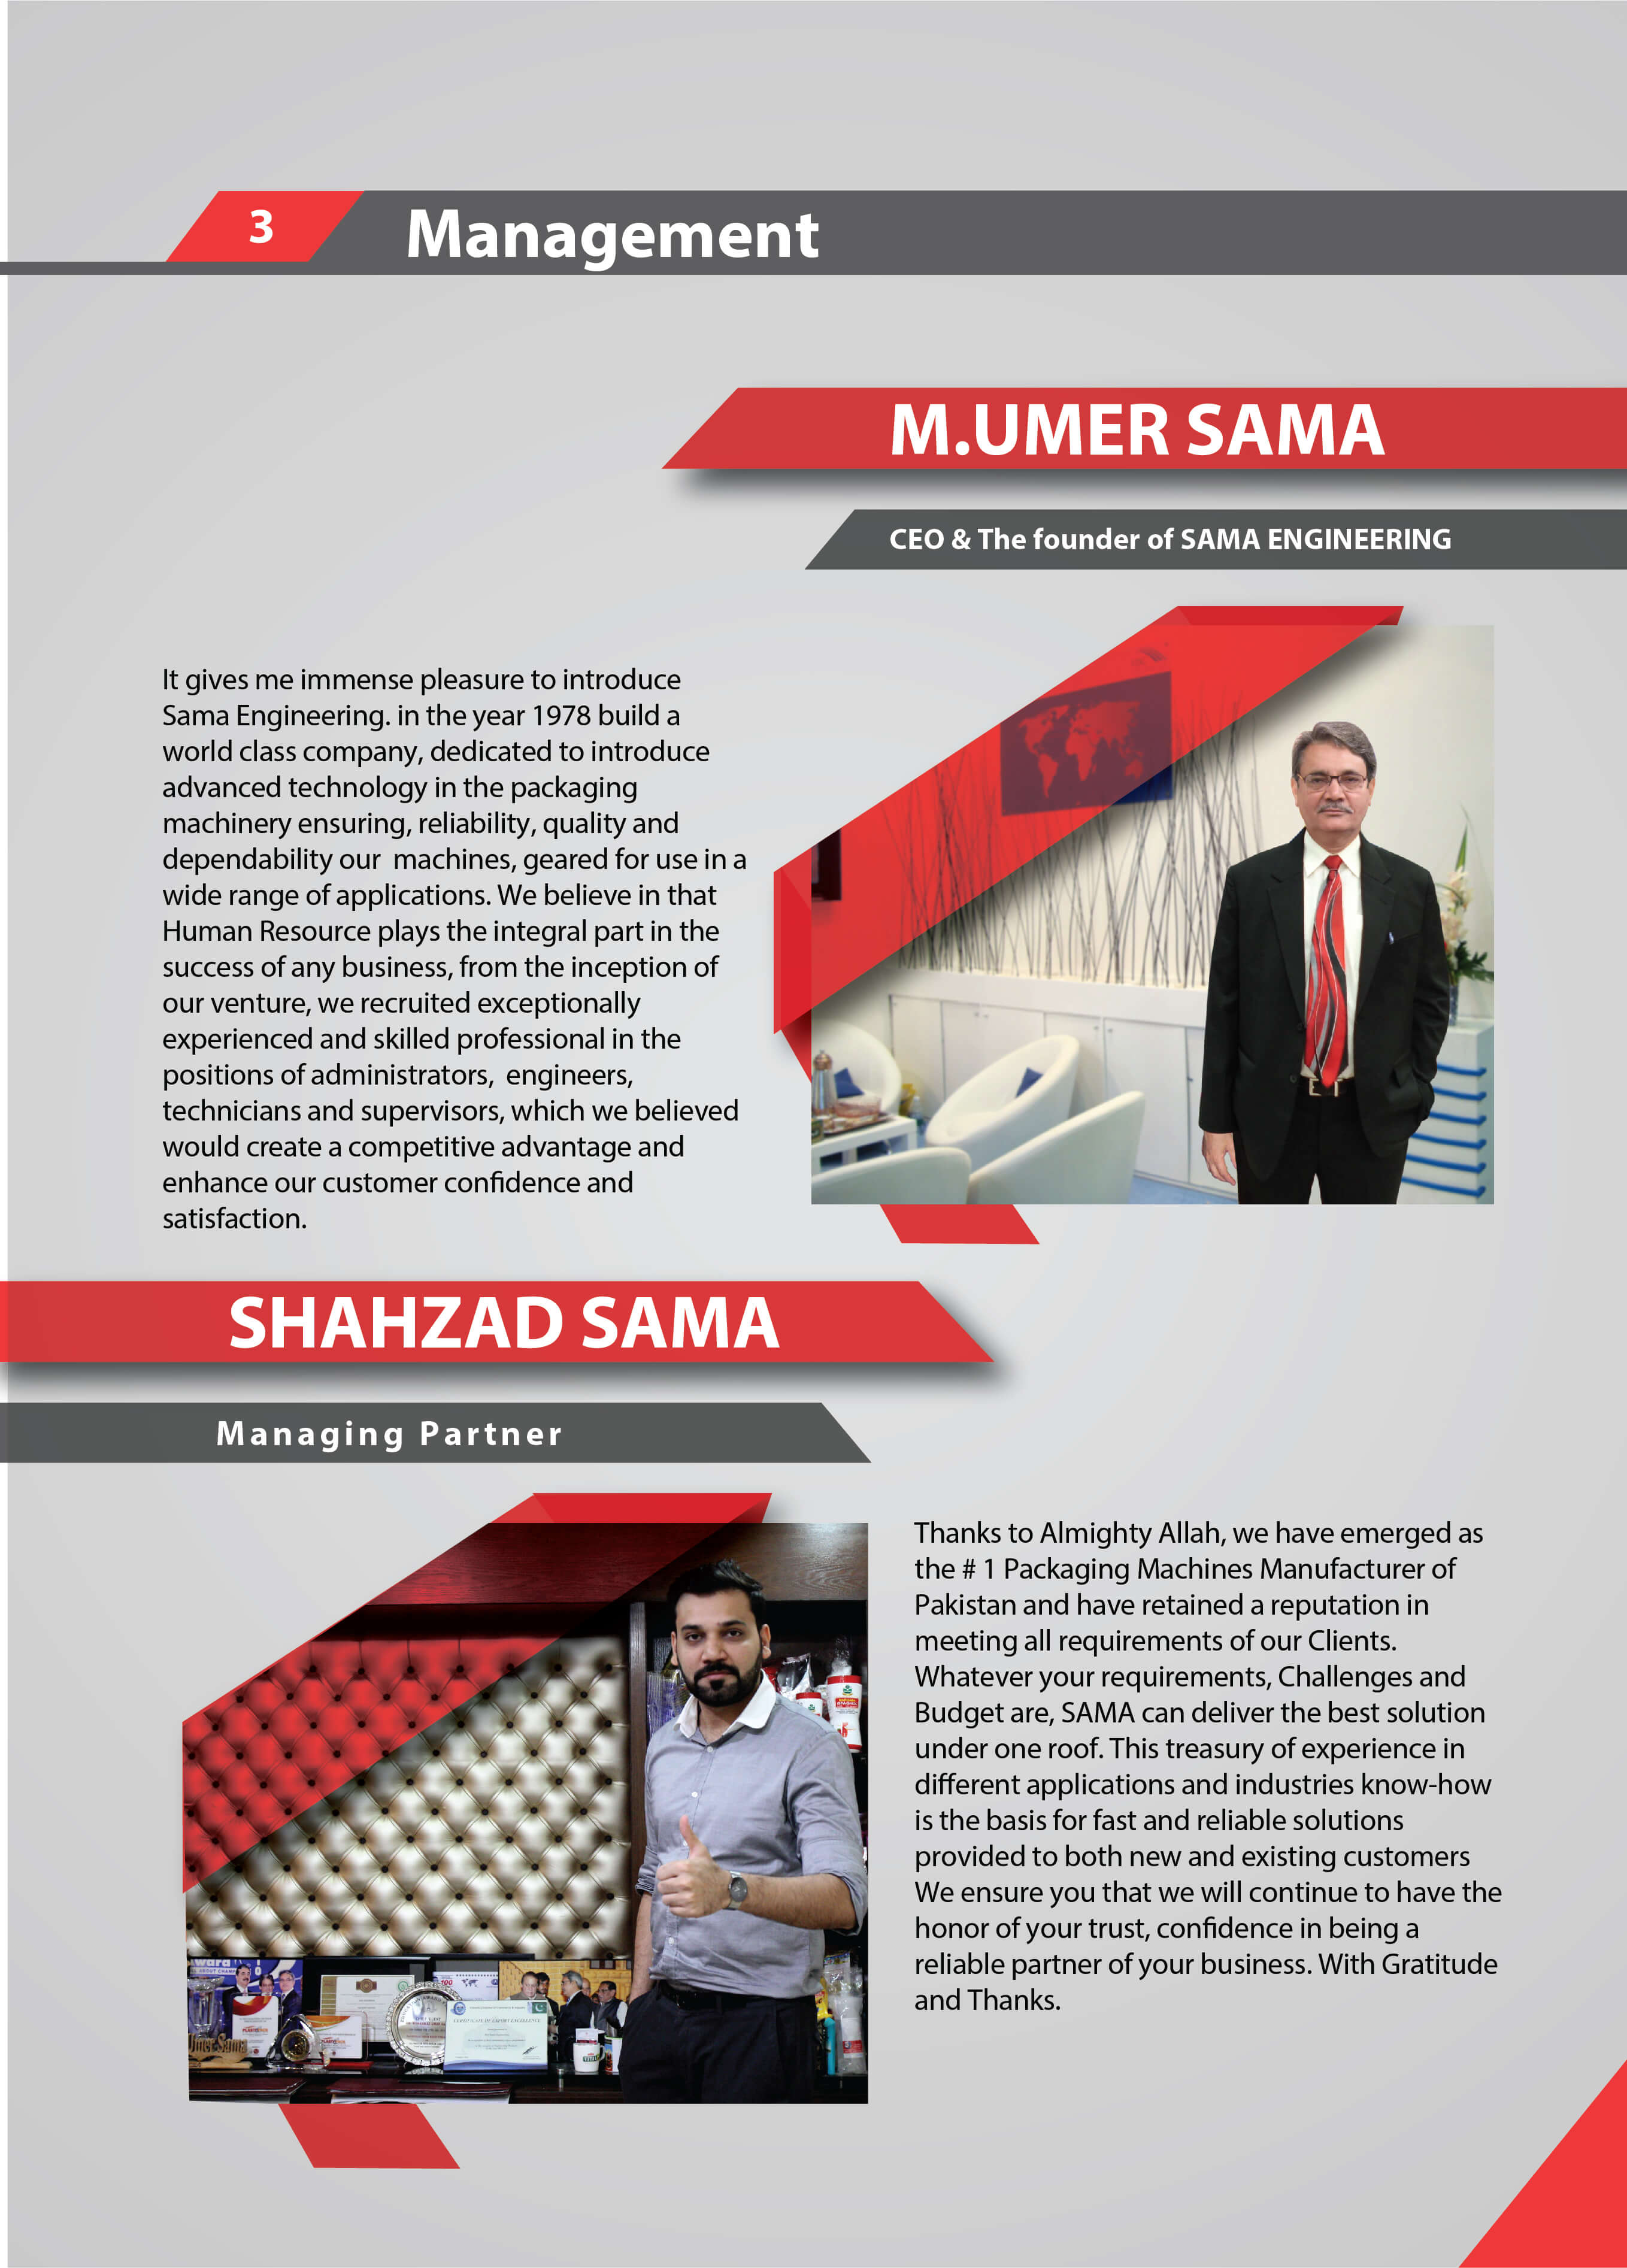 3
Management
M.UMER SAMA
CEO & The founder of SAMA ENGINEERING
It gives me immense pleasure to introduce
Sama Engineering. in the year 1978 build a
world class company, dedicated to introduce
advanced technology in the packaging
machinery ensuring, reliability, quality and
dependability our  machines, geared for use in a
wide range of applications. We believe in that
Human Resource plays the integral part in the
success of any business, from the inception of
our venture, we recruited exceptionally
experienced and skilled professional in the
positions of administrators,  engineers,
technicians and supervisors, which we believed
would create a competitive advantage and
enhance our customer confidence and
satisfaction.
SHAHZAD SAMA
Managing Partner
Thanks to Almighty Allah, we have emerged as
the # 1 Packaging Machines Manufacturer of
Pakistan and have retained a reputation in
meeting all requirements of our Clients.
Whatever your requirements, Challenges and
Budget are, SAMA can deliver the best solution
under one roof. This treasury of experience in
different applications and industries know-how
is the basis for fast and reliable solutions
provided to both new and existing customers
We ensure you that we will continue to have the
honor of your trust, confidence in being a
reliable partner of your business. With Gratitude
and Thanks.
100
CERTIFICATE OF EXPORT EXCELLENCE
Umer Sama